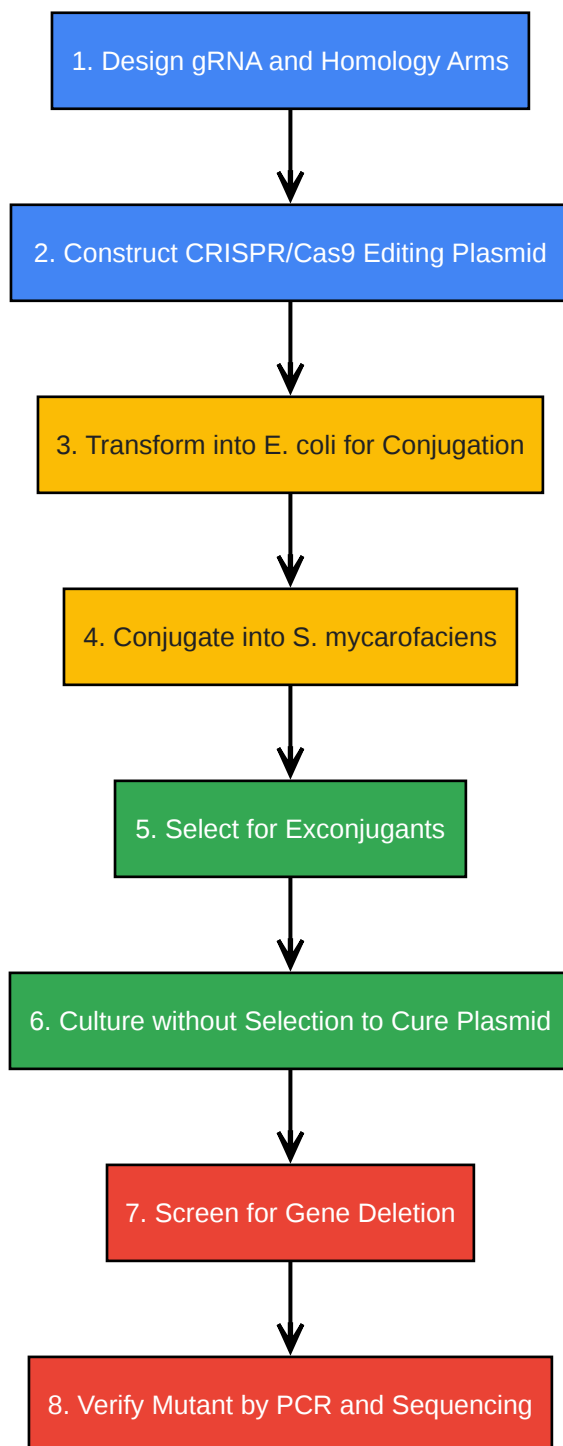 1. Design gRNA and Homology Arms
2. Construct CRISPR/Cas9 Editing Plasmid
3. Transform into E. coli for Conjugation
4. Conjugate into S. mycarofaciens
5. Select for Exconjugants
6. Culture without Selection to Cure Plasmid
7. Screen for Gene Deletion
8. Verify Mutant by PCR and Sequencing